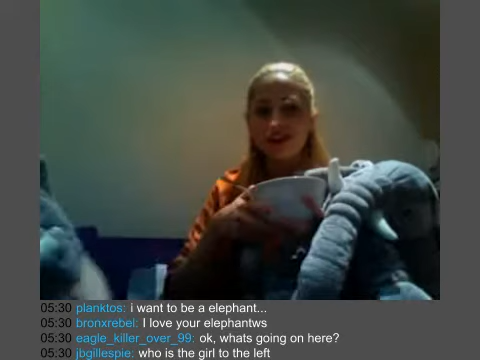 05:30 planktos: i want to be a elephant...
05:30 bronxrebel: I love your elephantws
05:30 eagle_killer_over_99: ok, whats going on here?
05:30 jbgillespie: who is the girl to the left